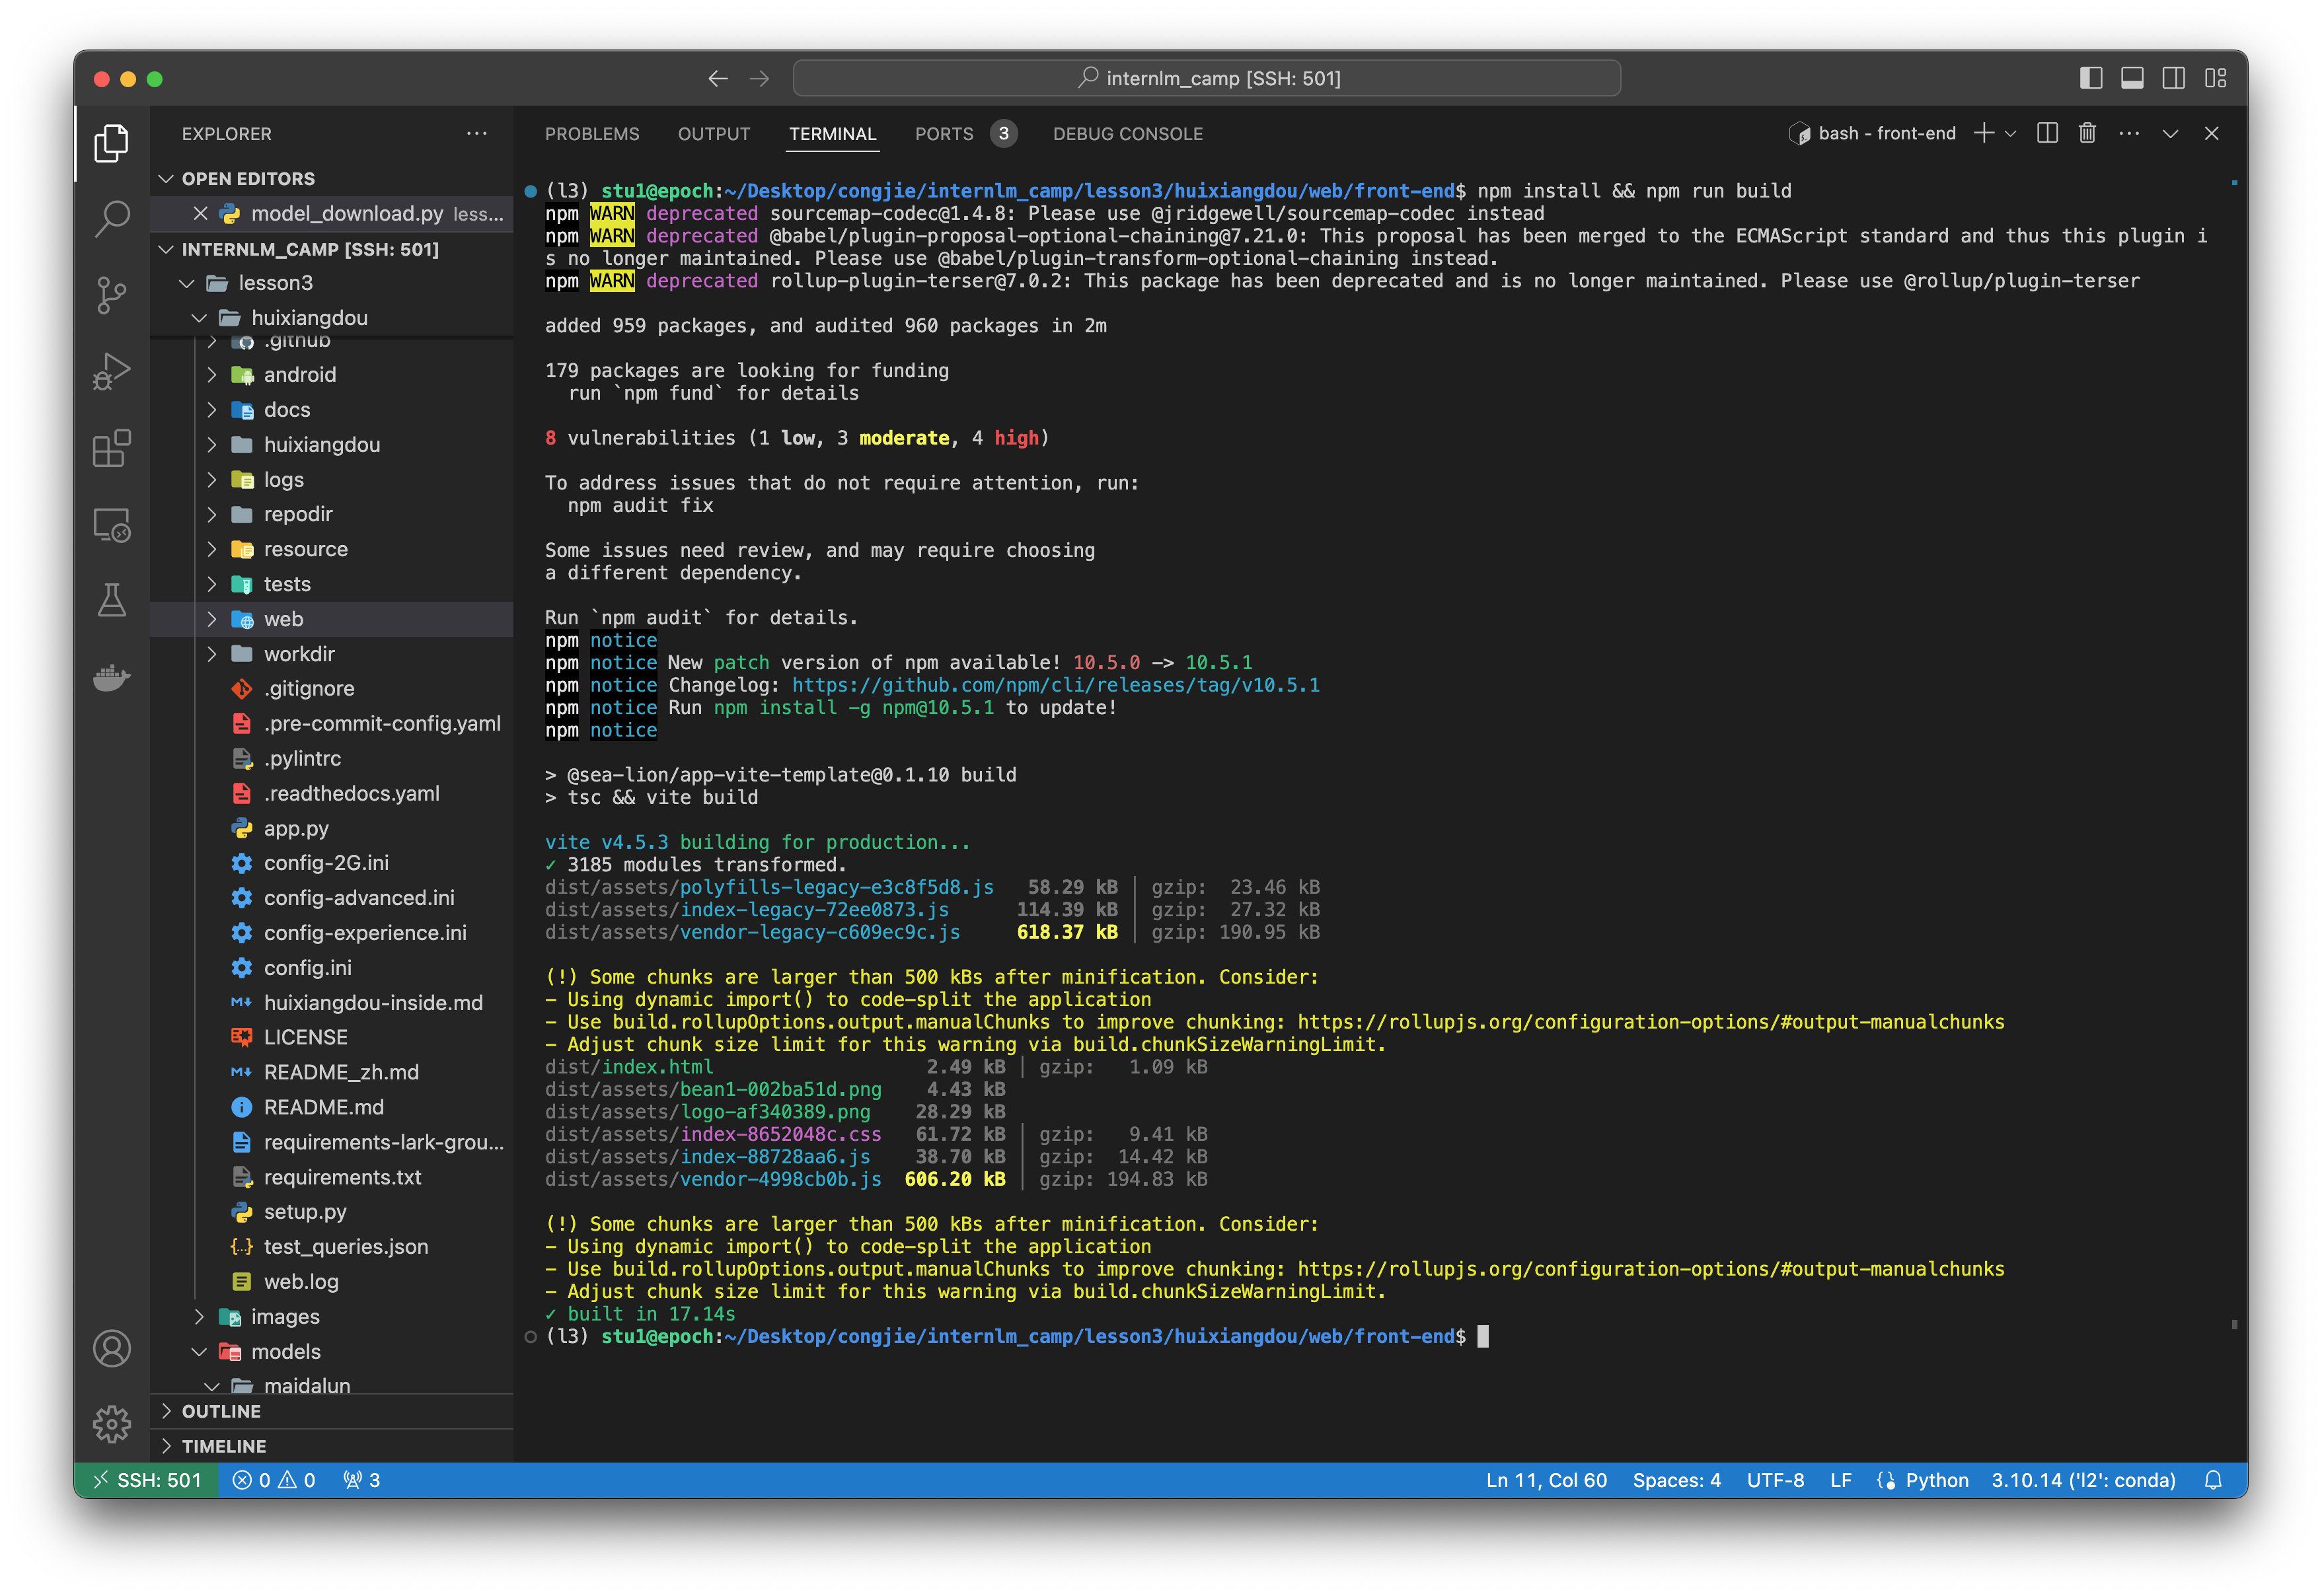 internlm_camp [SSH: 501]
EXPLORER
OPEN EDITORS
model_download.py less...
INTERNLM_CAMP [SSH: 501]
lesson3
huixiangdou
.github
android
docs
huixiangdou
logs
repodir
resource
tests
web
workdir
.gitignore
.pre-commit-config.yaml
.pylintrc
.readthedocs.yaml
app.py
config-2G.ini
config-advanced.ini
config-experience.ini
config.ini
huixiangdou-inside.md
LICENSE
README_zh.md
README.md
requirements-lark-grou...
requirements.txt
setup.py
test_queries.json
web.log
images
models
maidalun
OUTLINE
TIMELINE
PROBLEMS OUTPUT TERMINAL PORTS 3 DEBUG CONSOLE
bash - front-end
(l3) stu1@epoch:~/Desktop/congjie/internlm_camp/lesson3/huixiangdou/web/front-end$ npm install && npm run build
npm WARN deprecated sourcemap-codec@1.4.8: Please use @jridgewell/sourcemap-codec instead
npm WARN deprecated @babel/plugin-proposal-optional-chaining@7.21.0: This proposal has been merged to the ECMAScript standard and thus this plugin i
s no longer maintained. Please use @babel/plugin-transform-optional-chaining instead.
npm WARN deprecated rollup-plugin-terser@7.0.2: This package has been deprecated and is no longer maintained. Please use @rollup/plugin-terser
added 959 packages, and audited 960 packages in 2m
179 packages are looking for funding
run `npm fund` for details
8 vulnerabilities (1 low, 3 moderate, 4 high)
To address issues that do not require attention, run:
npm audit fix
Some issues need review, and may require choosing
a different dependency.
Run `npm audit` for details.
npm notice
npm notice New patch version of npm available! 10.5.0 -> 10.5.1
npm notice Changelog: https://github.com/npm/cli/releases/tag/v10.5.1
npm notice Run npm install -g npm@10.5.1 to update!
npm notice
> @sea-lion/app-vite-template@0.1.10 build
> tsc && vite build
vite v4.5.3 building for production...
✓ 3185 modules transformed.
dist/assets/polyfills-legacy-e3c8f5d8.js 58.29 kB │ gzip: 23.46 kB
dist/assets/index-legacy-72ee0873.js 114.39 kB │ gzip: 27.32 kB
dist/assets/vendor-legacy-c609ec9c.js 618.37 kB │ gzip: 190.95 kB
(!) Some chunks are larger than 500 kBs after minification. Consider:
- Using dynamic import() to code-split the application
- Use build.rollupOptions.output.manualChunks to improve chunking: https://rollupjs.org/configuration-options/#output-manualchunks
- Adjust chunk size limit for this warning via build.chunkSizeWarningLimit.
dist/index.html 2.49 kB │ gzip: 1.09 kB
dist/assets/bean1-002ba51d.png 4.43 kB
dist/assets/logo-af340389.png 28.29 kB
dist/assets/index-8652048c.css 61.72 kB │ gzip: 9.41 kB
dist/assets/index-88728aa6.js 38.70 kB │ gzip: 14.42 kB
dist/assets/vendor-4998cb0b.js 606.20 kB │ gzip: 194.83 kB
(!) Some chunks are larger than 500 kBs after minification. Consider:
- Using dynamic import() to code-split the application
- Use build.rollupOptions.output.manualChunks to improve chunking: https://rollupjs.org/configuration-options/#output-manualchunks
- Adjust chunk size limit for this warning via build.chunkSizeWarningLimit.
✓ built in 17.14s
(l3) stu1@epoch:~/Desktop/congjie/internlm_camp/lesson3/huixiangdou/web/front-end$
SSH: 501 0 0 3 Ln 11, Col 60 Spaces: 4 UTF-8 LF Python 3.10.14 ('l2': conda)